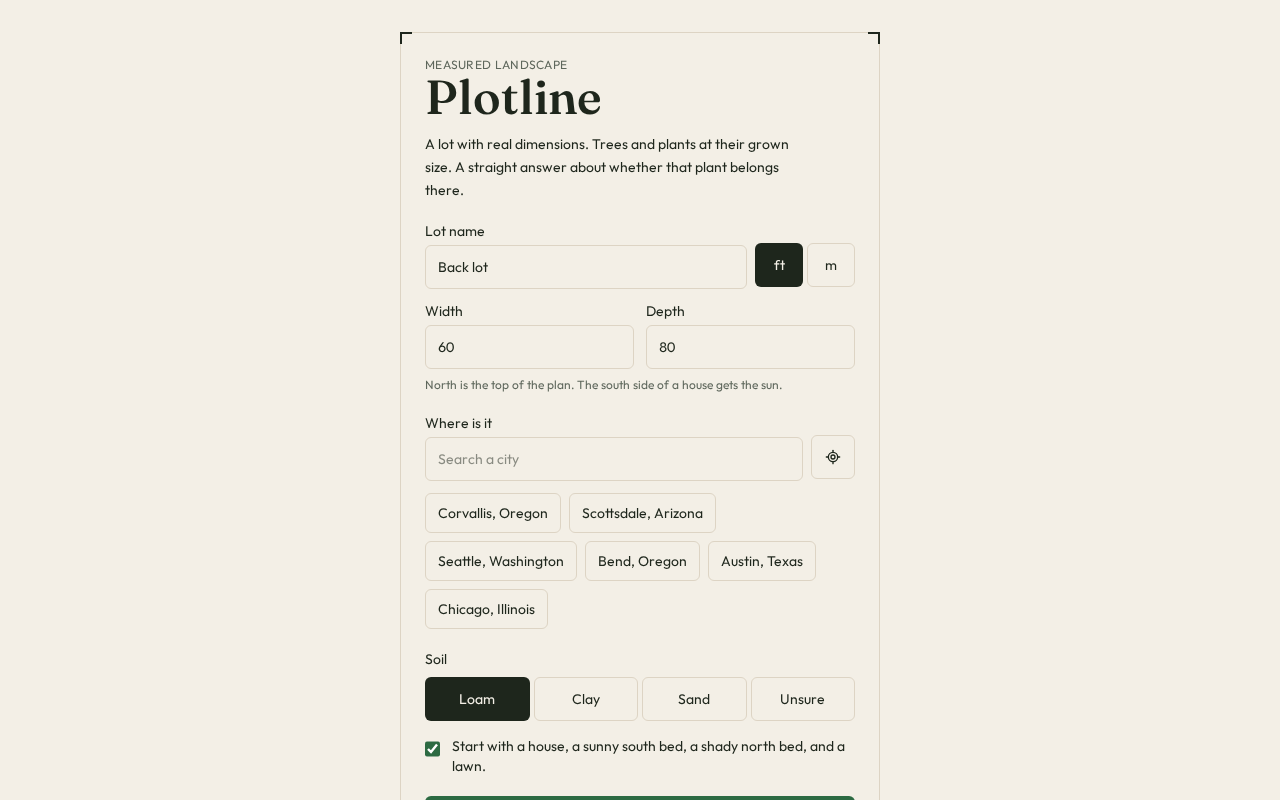 MEASURED LANDSCAPE
Plotline
A lot with real dimensions. Trees and plants at their grown
size. A straight answer about whether that plant belongs
there.
Lot name
Back lot
ft
m
Width
Depth
60
80
North is the top of the plan. The south side of a house gets the sun.
Where is it
Search a city
Corvallis, Oregon
Scottsdale, Arizona
Seattle, Washington
Bend, Oregon
Austin, Texas
Chicago, Illinois
Soil
Loam
Clay
Sand
Unsure
Start with a house, a sunny south bed, a shady north bed, and a
lawn.